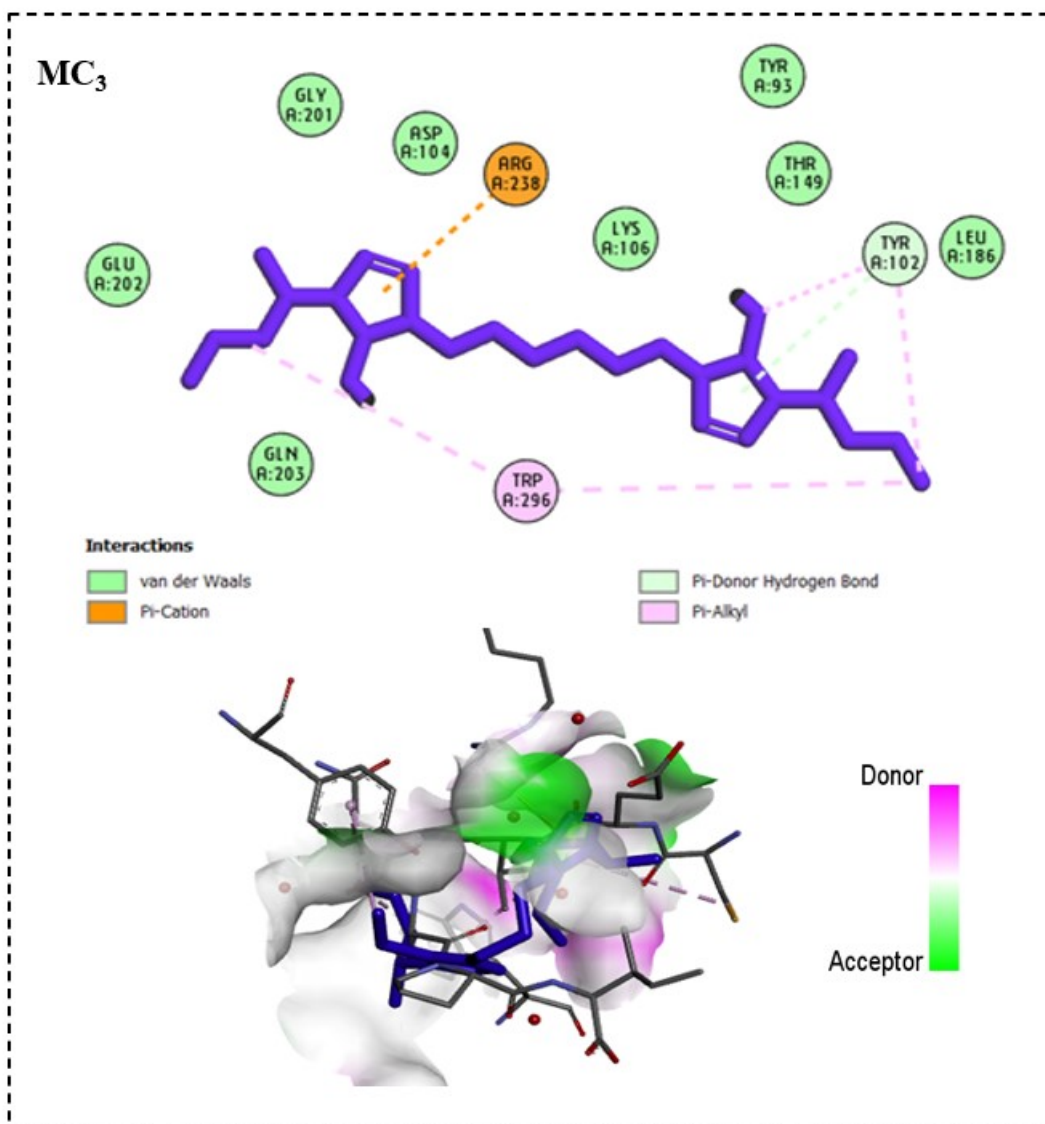 MC₃
GLY
A:201
ASP
A:104
ARG
A:238
TYR
A:93
THR
A:149
LYS
A:106
TYR
A:102
LEU
A:186
GLU
A:202
GLN
A:203
TRP
A:296
Interactions
van der Waals
Pi-Cation
Pi-Donor Hydrogen Bond
Pi-Alkyl
Donor
Acceptor